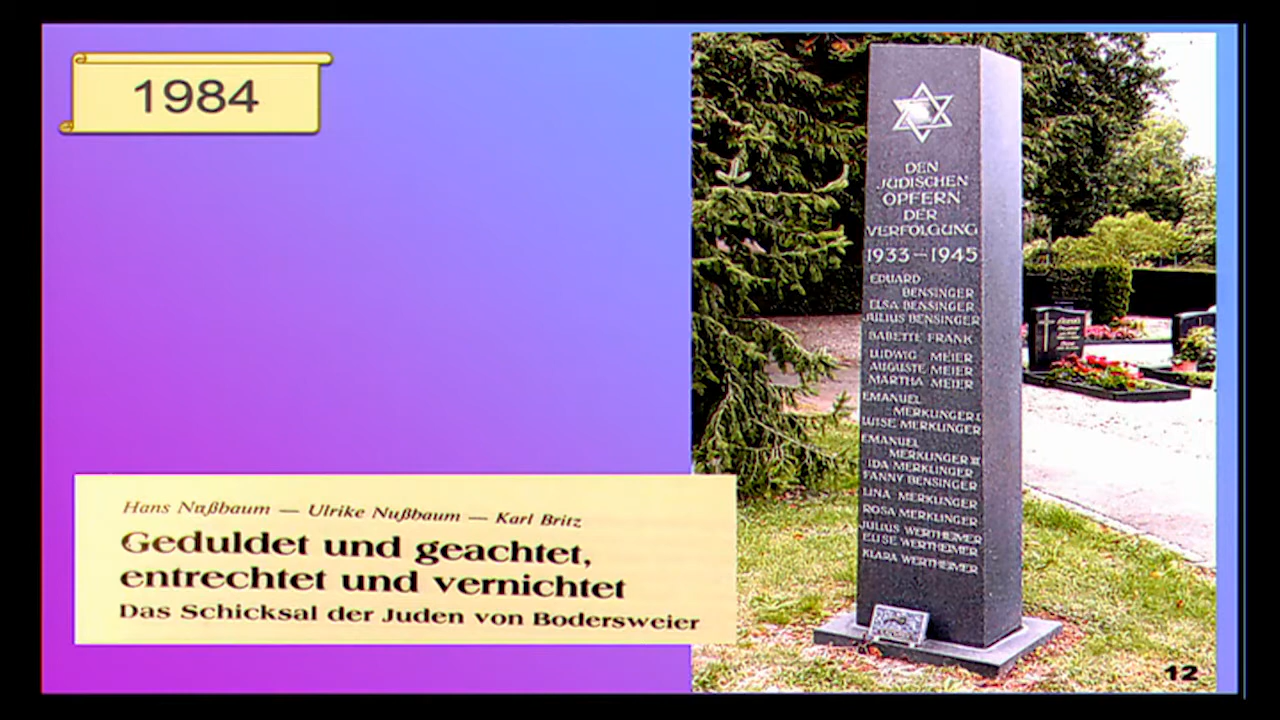 1984
Hans Nußbaum — Ulrike Nußbaum — Karl Britz
Geduldet und geachtet,
entrechtet und vernichtet
Das Schicksal der Juden von Bodersweier
DEN
JÜDISCHEN
OPFERN
DER
VERFOLGUNG
1933–1945
EDUARD
BENSINGER
ELSA BENSINGER
JULIUS BENSINGER
BABETTE FRANK
LUDWIG MEIER
AUGUSTE MEIER
MARTHA MEIER
EMANUEL
MERKLINGER I
LUISE MERKLINGER
EMANUEL
MERKLINGER III
IDA MERKLINGER
FANNY BENSINGER
LINA MERKLINGER
ROSA MERKLINGER
JULIUS WERTHEIMER
ELISE WERTHEIMER
KLARA WERTHEIMER
12